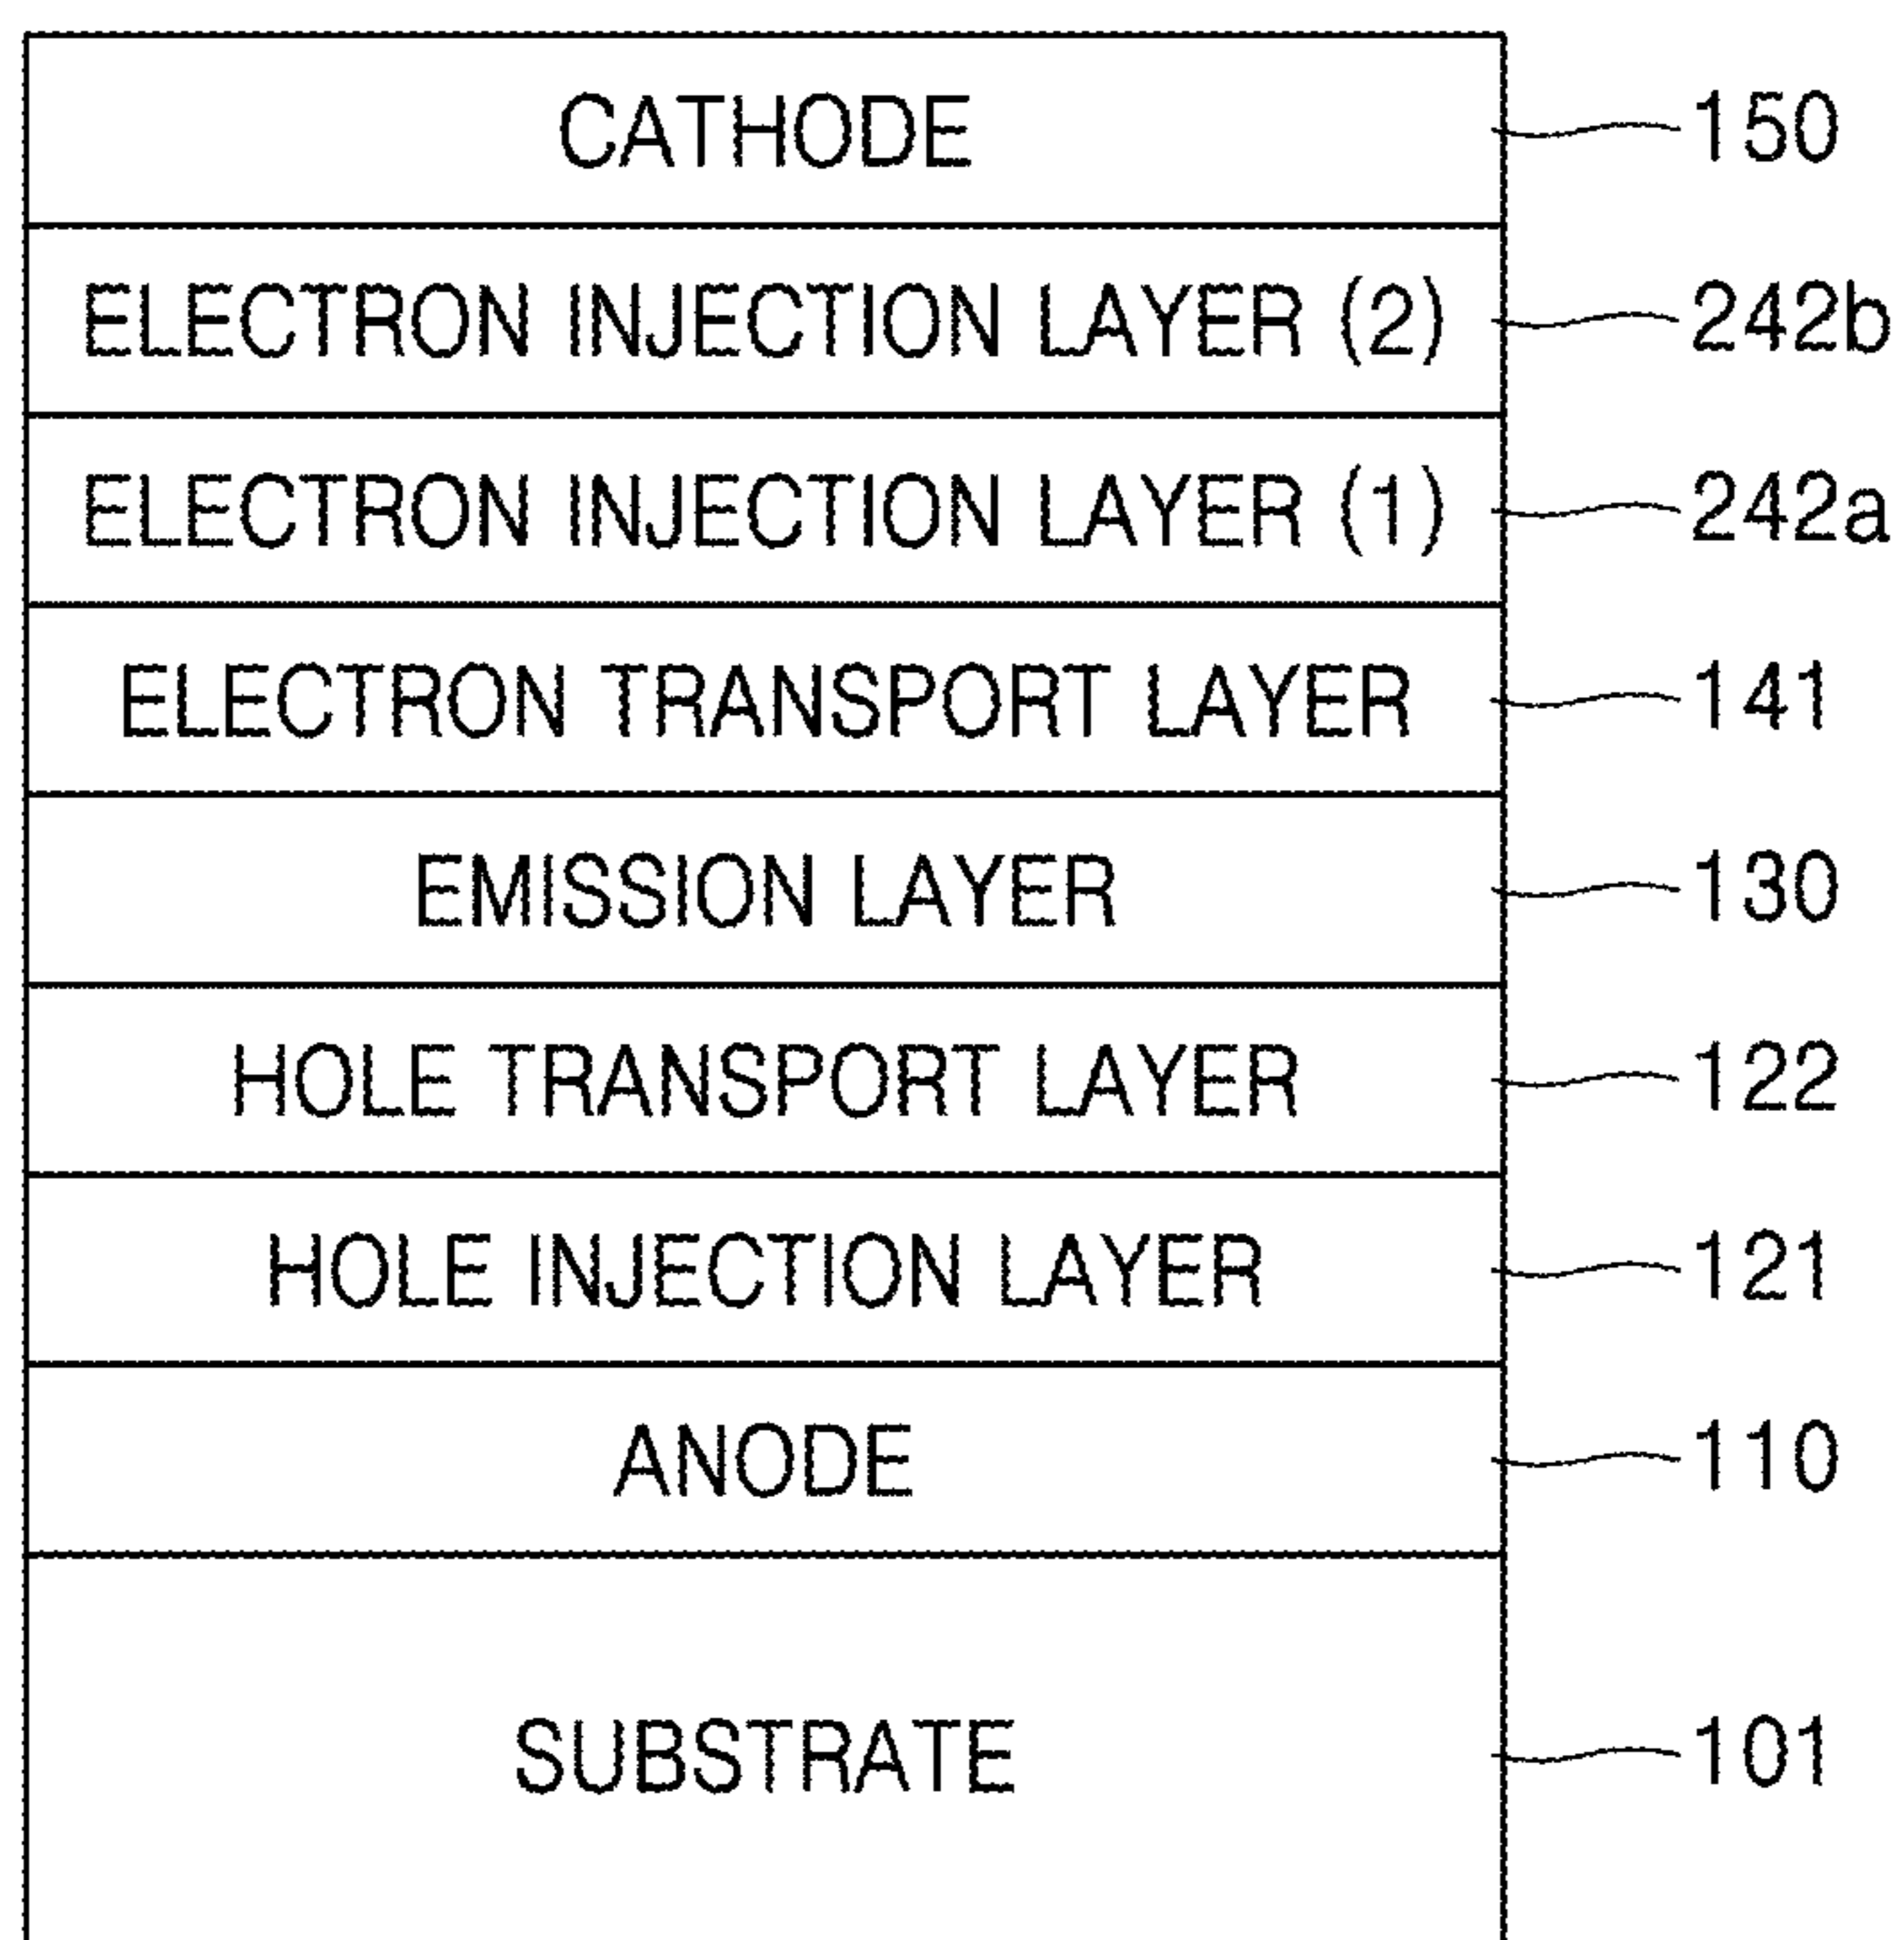 CATHODE 150
ELECTRON INJECTION LAYER (2) 242b
ELECTRON INJECTION LAYER (1) 242a
ELECTRON TRANSPORT LAYER 141
EMISSION LAYER 130
HOLE TRANSPORT LAYER 122
HOLE INJECTION LAYER 121
ANODE 110
SUBSTRATE 101